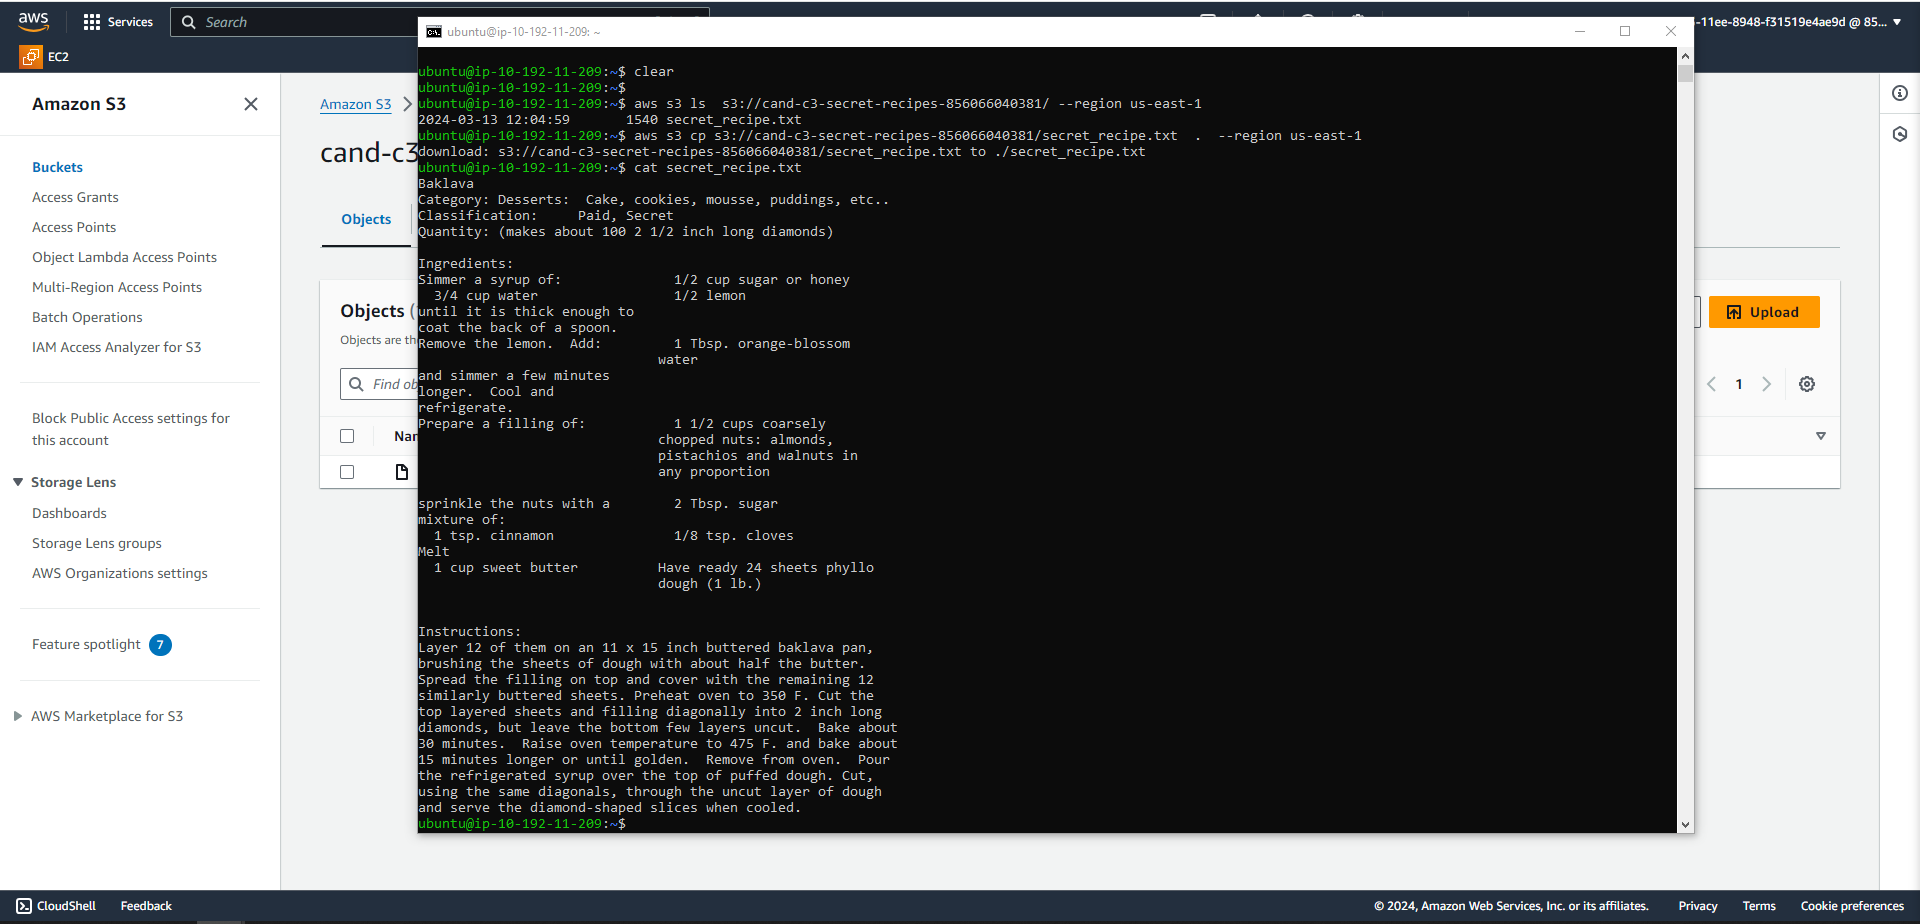 aws
Services
Search
-11ee-8948-f31519e4ae9d @ 85...
EC2
Amazon S3
Buckets
Access Grants
Access Points
Object Lambda Access Points
Multi-Region Access Points
Batch Operations
IAM Access Analyzer for S3
Block Public Access settings for
this account
Storage Lens
Dashboards
Storage Lens groups
AWS Organizations settings
Feature spotlight 7
AWS Marketplace for S3
Amazon S3
cand-c3
Objects
Objects (
Objects are
Find
Upload
1
ubuntu@ip-10-192-11-209: ~
ubuntu@ip-10-192-11-209:~$ clear
ubuntu@ip-10-192-11-209:~$
ubuntu@ip-10-192-11-209:~$ aws s3 ls  s3://cand-c3-secret-recipes-856066040381/ --region us-east-1
2024-03-13 12:04:59       1540 secret_recipe.txt
ubuntu@ip-10-192-11-209:~$ aws s3 cp s3://cand-c3-secret-recipes-856066040381/secret_recipe.txt  .  --region us-east-1
download: s3://cand-c3-secret-recipes-856066040381/secret_recipe.txt to ./secret_recipe.txt
ubuntu@ip-10-192-11-209:~$ cat secret_recipe.txt
Baklava
Category: Desserts:  Cake, cookies, mousse, puddings, etc..
Classification:     Paid, Secret
Quantity: (makes about 100 2 1/2 inch long diamonds)
Ingredients:
Simmer a syrup of:              1/2 cup sugar or honey
  3/4 cup water                 1/2 lemon
until it is thick enough to
coat the back of a spoon.
Remove the lemon.  Add:         1 Tbsp. orange-blossom
                              water
and simmer a few minutes
longer.  Cool and
refrigerate.
Prepare a filling of:           1 1/2 cups coarsely
                              chopped nuts: almonds,
                              pistachios and walnuts in
                              any proportion
sprinkle the nuts with a        2 Tbsp. sugar
mixture of:
  1 tsp. cinnamon               1/8 tsp. cloves
Melt
  1 cup sweet butter          Have ready 24 sheets phyllo
                              dough (1 lb.)
Instructions:
Layer 12 of them on an 11 x 15 inch buttered baklava pan,
brushing the sheets of dough with about half the butter.
Spread the filling on top and cover with the remaining 12
similarly buttered sheets. Preheat oven to 350 F. Cut the
top layered sheets and filling diagonally into 2 inch long
diamonds, but leave the bottom few layers uncut.  Bake about
30 minutes.  Raise oven temperature to 475 F. and bake about
15 minutes longer or until golden.  Remove from oven.  Pour
the refrigerated syrup over the top of puffed dough. Cut,
using the same diagonals, through the uncut layer of dough
and serve the diamond-shaped slices when cooled.
ubuntu@ip-10-192-11-209:~$
CloudShell
Feedback
© 2024, Amazon Web Services, Inc. or its affiliates.
Privacy
Terms
Cookie preferences